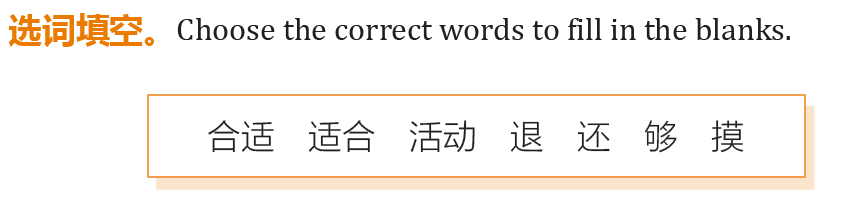 选词填空。Choose the correct words to fill in the blanks.
合适 适合 活动 退 还 够 摸